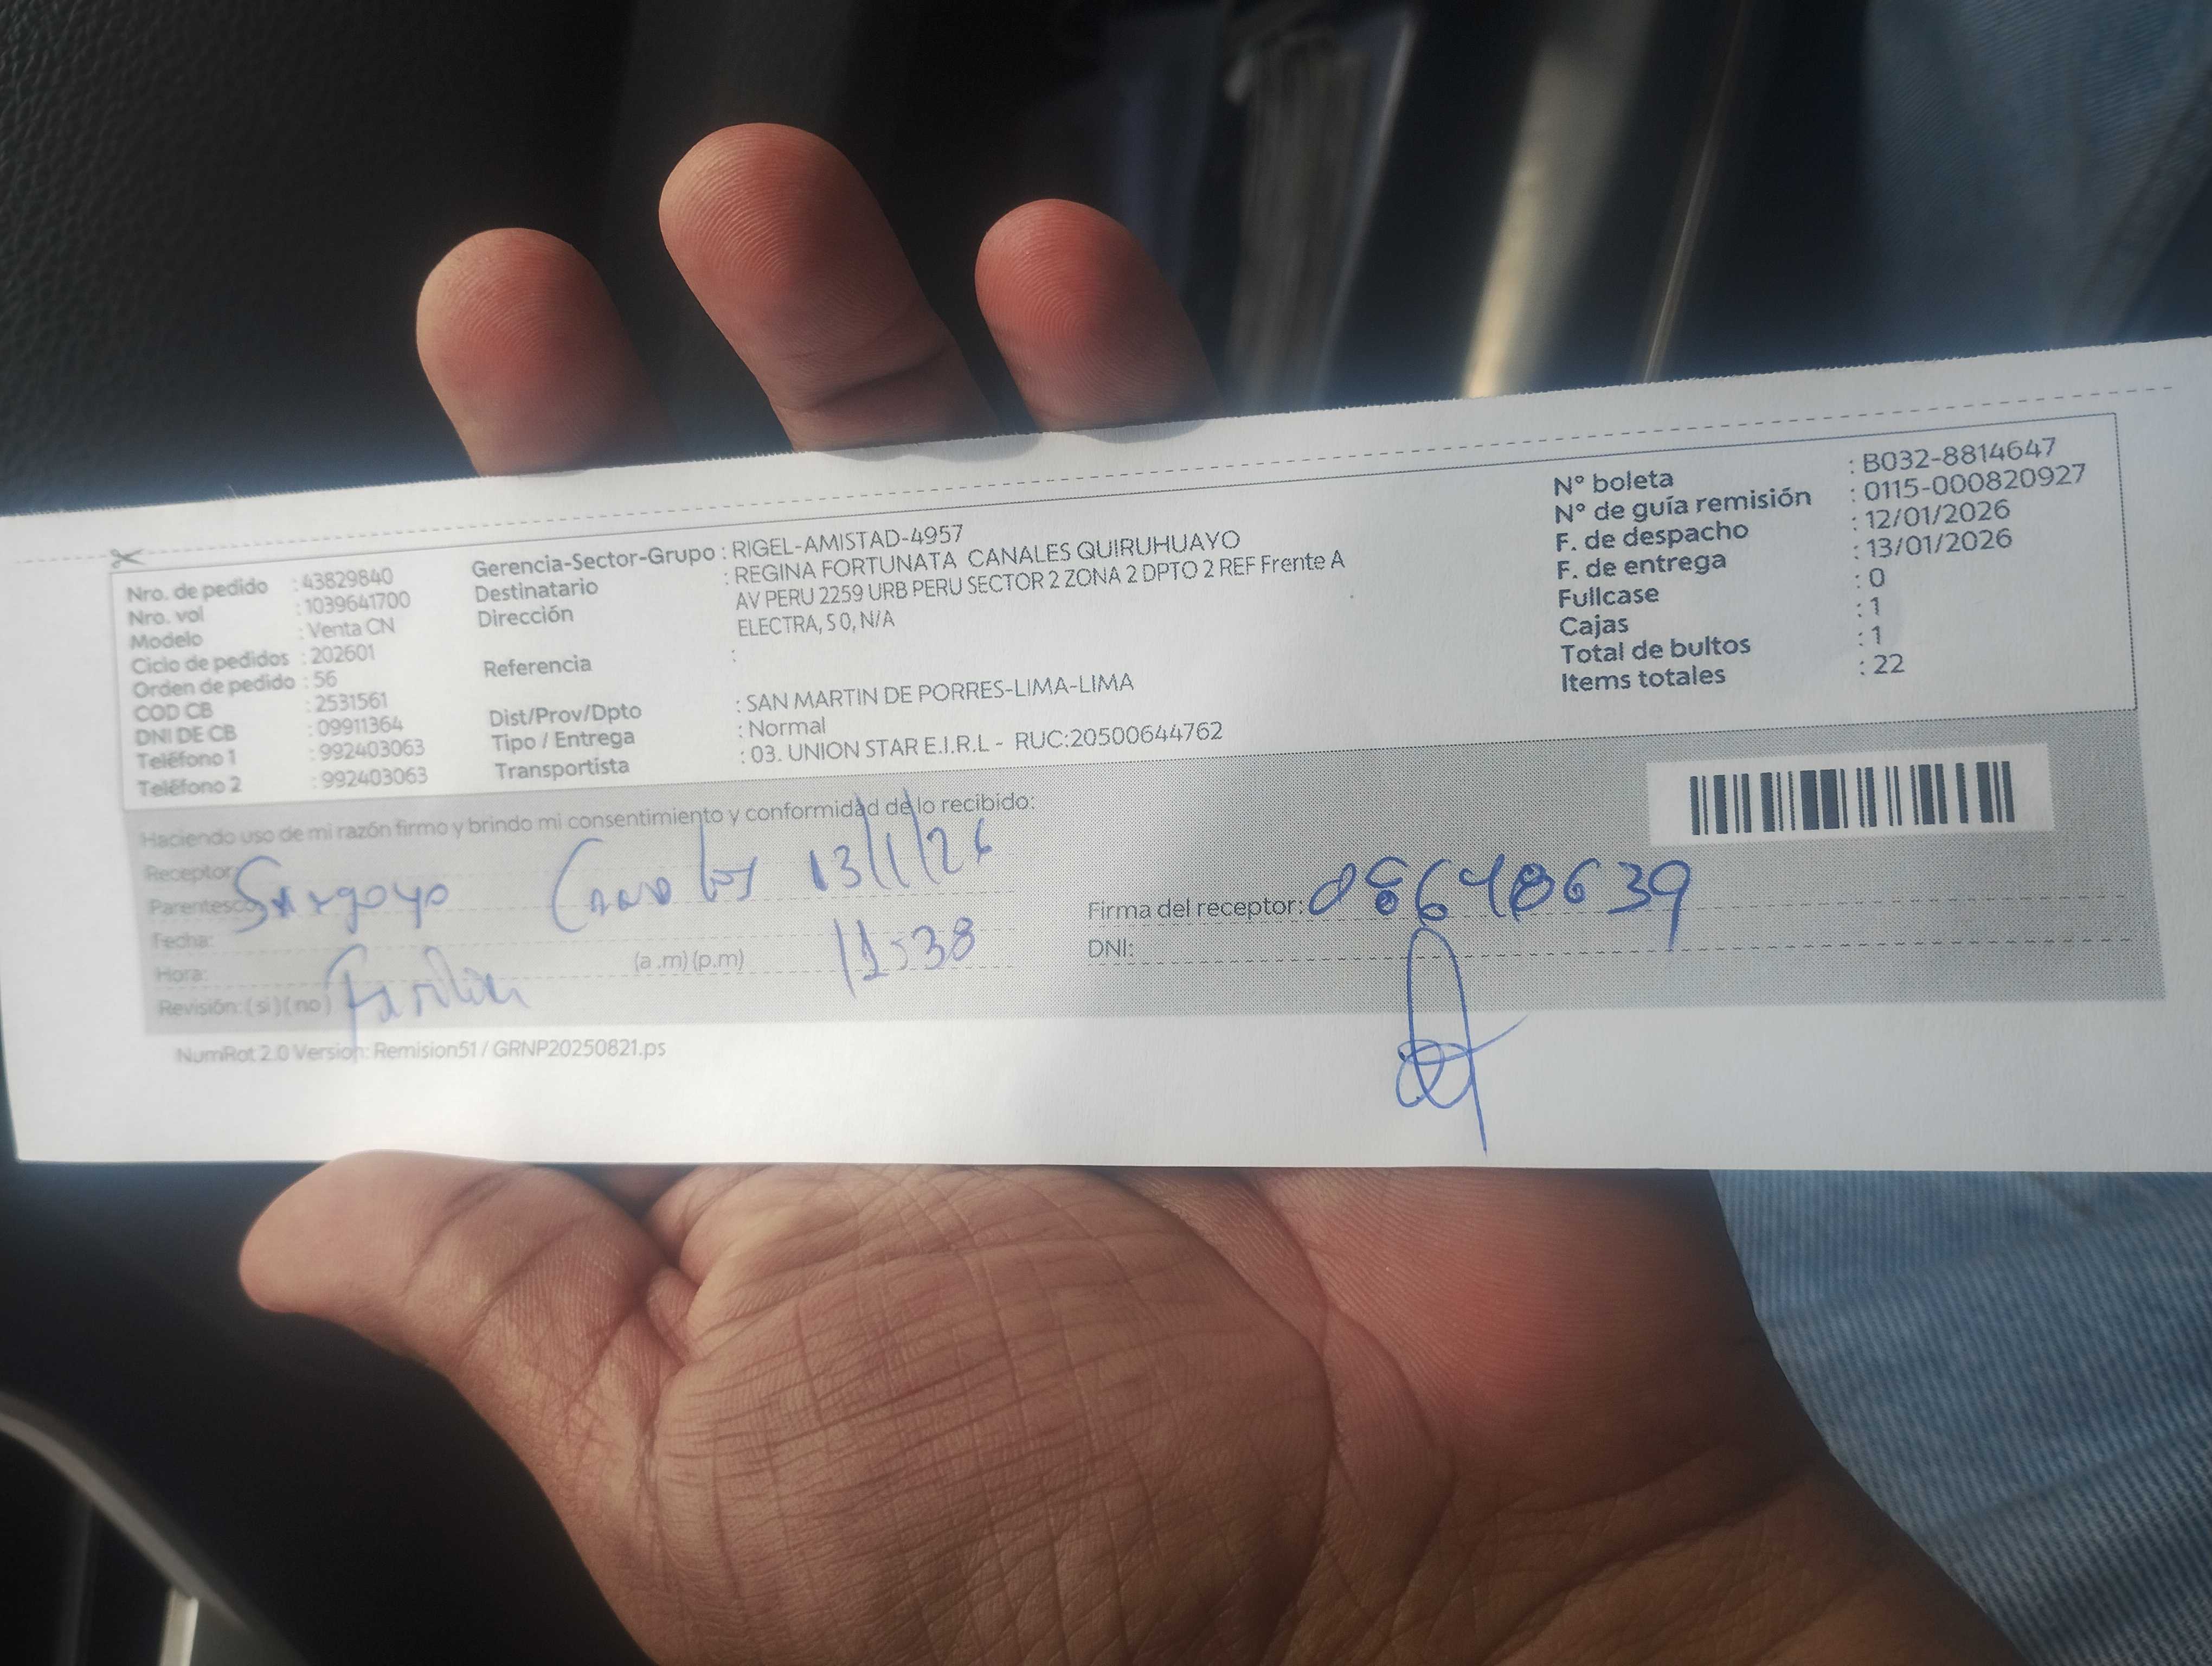 Nro. de pedido : 43829840
Nro. vol : 1039641700
Modelo : Venta CN
Ciclo de pedidos : 202601
Orden de pedido : 56
COD CB : 2531561
DNI DE CB : 09911364
Teléfono 1 : 992403063
Teléfono 2 : 992403063
Gerencia-Sector-Grupo : RIGEL-AMISTAD-4957
Destinatario : REGINA FORTUNATA CANALES QUIRUHUAYO
Dirección AV PERU 2259 URB PERU SECTOR 2 ZONA 2 DPTO 2 REF Frente A
ELECTRA, S 0, N/A
Referencia :
Dist/Prov/Dpto : SAN MARTIN DE PORRES-LIMA-LIMA
Tipo / Entrega : Normal
Transportista : 03. UNION STAR E.I.R.L - RUC:20500644762
N° boleta : B032-8814647
N° de guía remisión : 0115-000820927
F. de despacho : 12/01/2026
F. de entrega : 13/01/2026
Fullcase : 0
Cajas : 1
Total de bultos : 1
Items totales : 22
Haciendo uso de mi razón firmo y brindo mi consentimiento y conformidad de lo recibido:
Receptor:
Parentesco 13/1/26
Fecha:
Hora: (a .m) (p.m) 11:38
Revisión: (si) (no)
Firma del receptor: 08648639
DNI:
NumRot 2.0 Version: Remision51 / GRNP20250821.ps